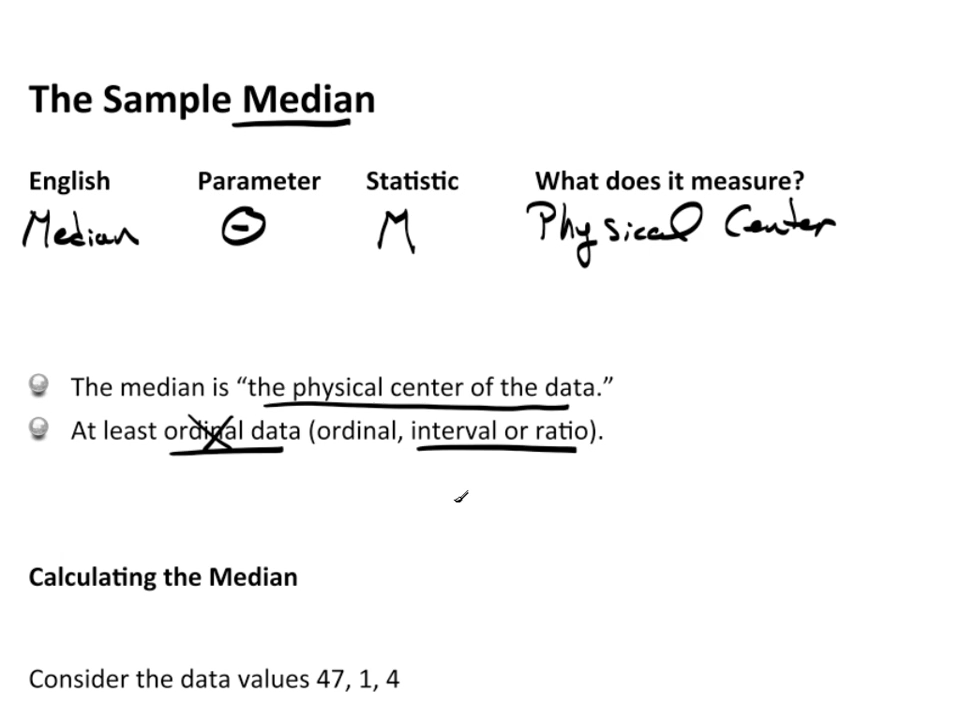 The Sample Median
English Parameter Statistic What does it measure?
Median Θ M Physical Center
The median is “the physical center of the data.”
At least ordinal data (ordinal, interval or ratio).
Calculating the Median
Consider the data values 47, 1, 4